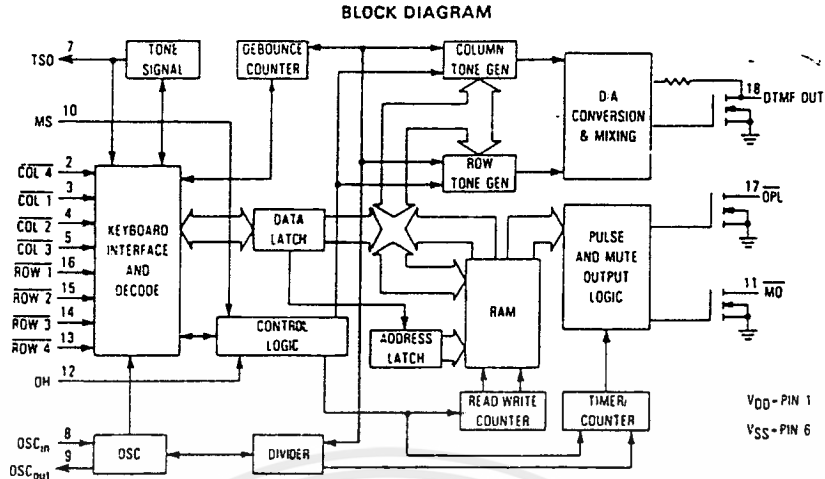 BLOCK DIAGRAM
7
TSO
TONE
SIGNAL
DEBOUNCE
COUNTER
COLUMN
TONE GEN
10
MS
D/A
CONVERSION
& MIXING
18
DTMF OUT
ROW
TONE GEN
2
COL 4
3
COL 1
4
COL 2
5
COL 3
16
ROW 1
15
ROW 2
14
ROW 3
13
ROW 4
KEYBOARD
INTERFACE
AND
DECODE
DATA
LATCH
17
OPL
PULSE
AND MUTE
OUTPUT
LOGIC
11
MO
RAM
CONTROL
LOGIC
ADDRESS
LATCH
12
OH
READ WRITE
COUNTER
TIMER/
COUNTER
VDD-PIN 1
VSS-PIN 6
8
OSCin
9
OSCout
OSC
DIVIDER